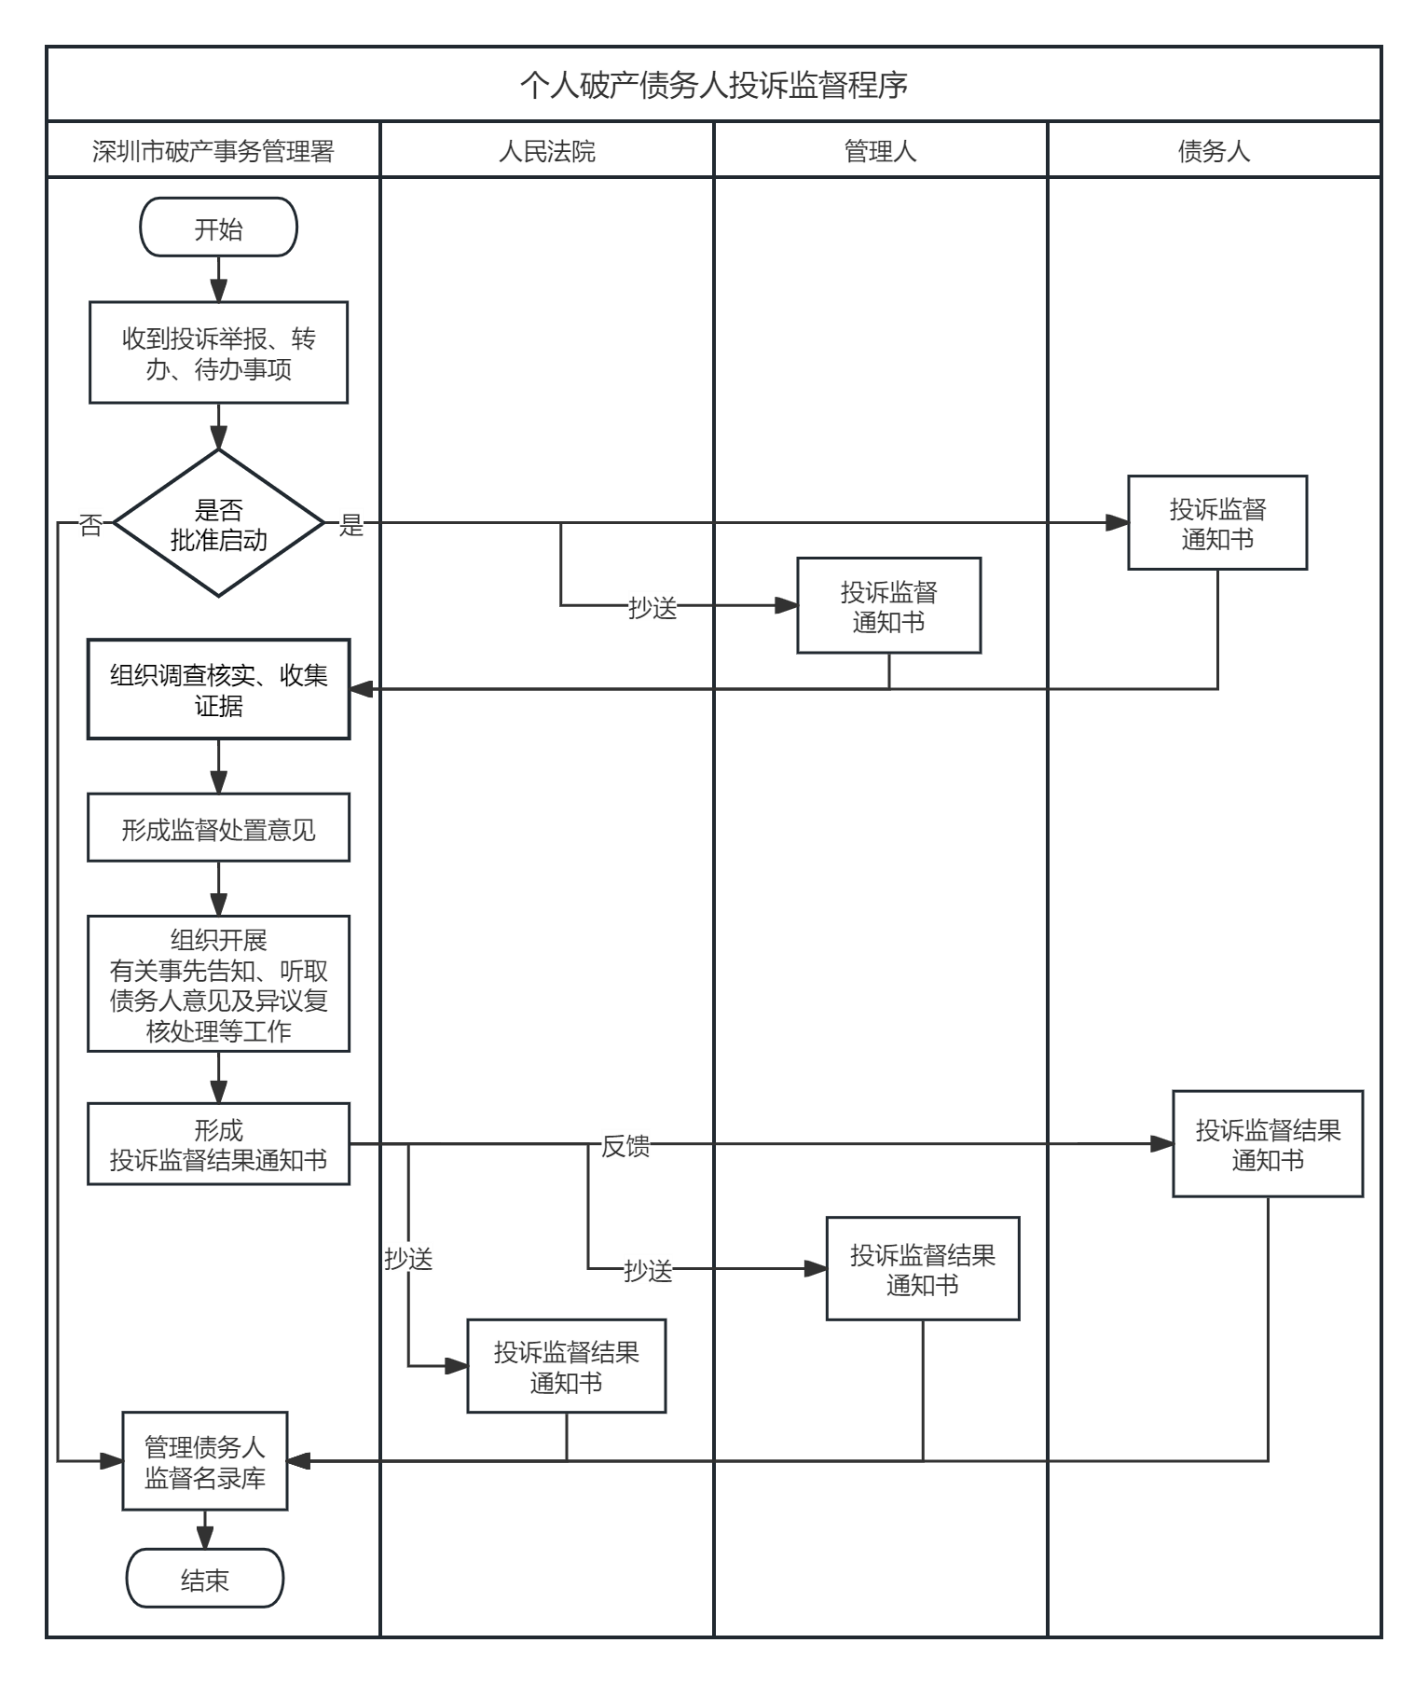 个人破产债务人投诉监督程序
深圳市破产事务管理署
人民法院
管理人
债务人
开始
收到投诉举报、转
办、待办事项
是否
批准启动
否
是
投诉监督
通知书
抄送
投诉监督
通知书
组织调查核实、收集
证据
形成监督处置意见
组织开展
有关事先告知、听取
债务人意见及异议复
核处理等工作
形成
投诉监督结果通知书
反馈
投诉监督结果
通知书
抄送
抄送
投诉监督结果
通知书
投诉监督结果
通知书
管理债务人
监督名录库
结束